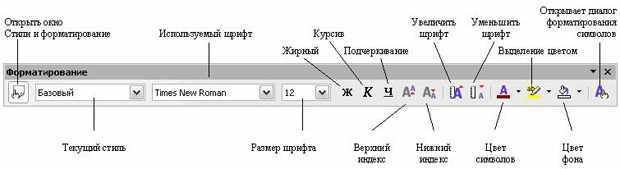 Открыть окно
Стили и форматирование
Используемый шрифт
Жирный
Курсив
Подчеркивание
Увеличить
шрифт
Уменьшить
шрифт
Выделение цветом
Открывает диалог
форматирования
символов
Форматирование
Базовый
Times New Roman
12
Ж К Ч
Текущий стиль
Размер шрифта
Верхний
индекс
Нижний
индекс
Цвет
символов
Цвет
фона